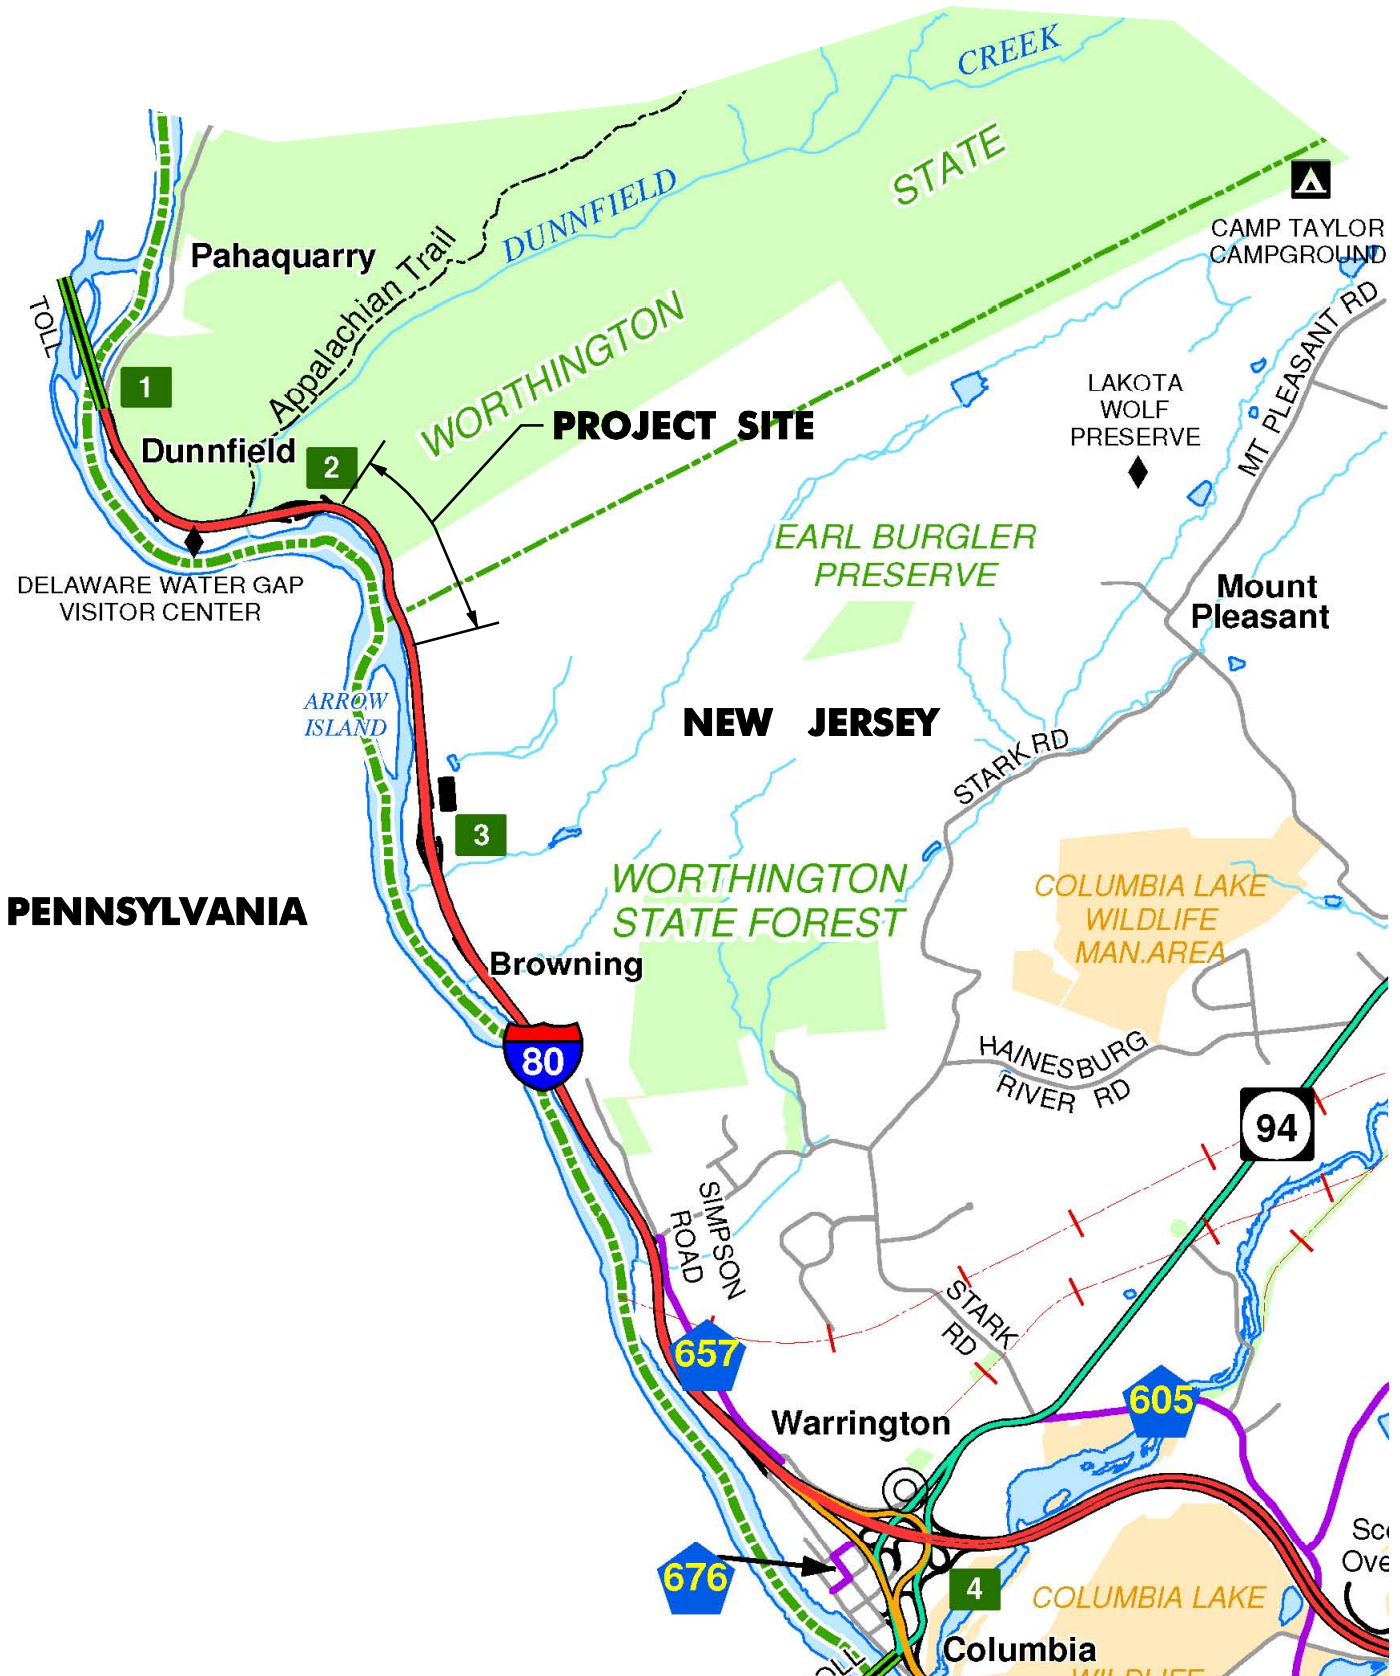 CREEK
STATE
DUNNFIELD
CAMP TAYLOR
CAMPGROUND
Pahaquarry
Appalachian Trail
TOLL
WORTHINGTON
MT PLEASANT RD
1
LAKOTA
WOLF
PRESERVE
PROJECT SITE
Dunnfield
2
EARL BURGLER
PRESERVE
DELAWARE WATER GAP
VISITOR CENTER
Mount
Pleasant
ARROW
ISLAND
NEW JERSEY
STARK RD
3
WORTHINGTON
STATE FOREST
COLUMBIA LAKE
WILDLIFE
MAN.AREA
PENNSYLVANIA
Browning
80
HAINESBURG
RIVER RD
94
SIMPSON
ROAD
STARK
RD
657
605
Warrington
676
4
COLUMBIA LAKE
Columbia